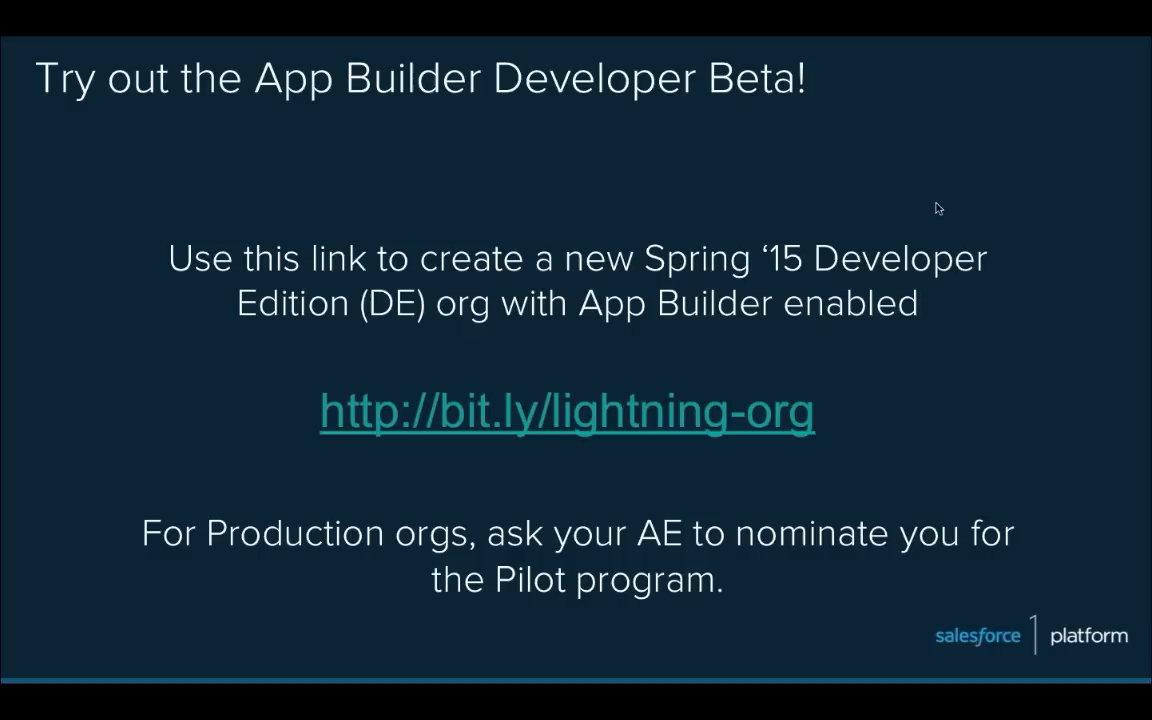 Try out the App Builder Developer Beta!
Use this link to create a new Spring ‘15 Developer
Edition (DE) org with App Builder enabled
http://bit.ly/lightning-org
For Production orgs, ask your AE to nominate you for
the Pilot program.
salesforce1 platform